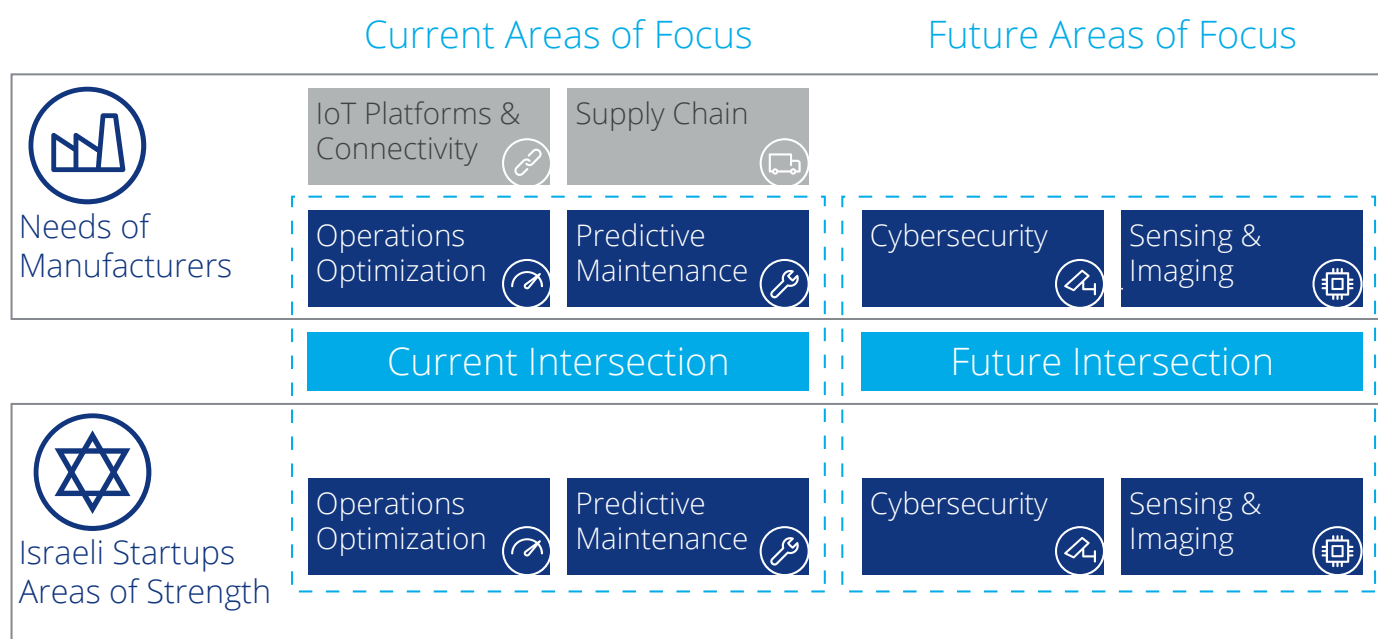 Current Areas of Focus
Future Areas of Focus
IoT Platforms &
Connectivity
Supply Chain
Needs of
Manufacturers
Operations
Optimization
Predictive
Maintenance
Cybersecurity
Sensing &
Imaging
Current Intersection
Future Intersection
Israeli Startups
Areas of Strength
Operations
Optimization
Predictive
Maintenance
Cybersecurity
Sensing &
Imaging